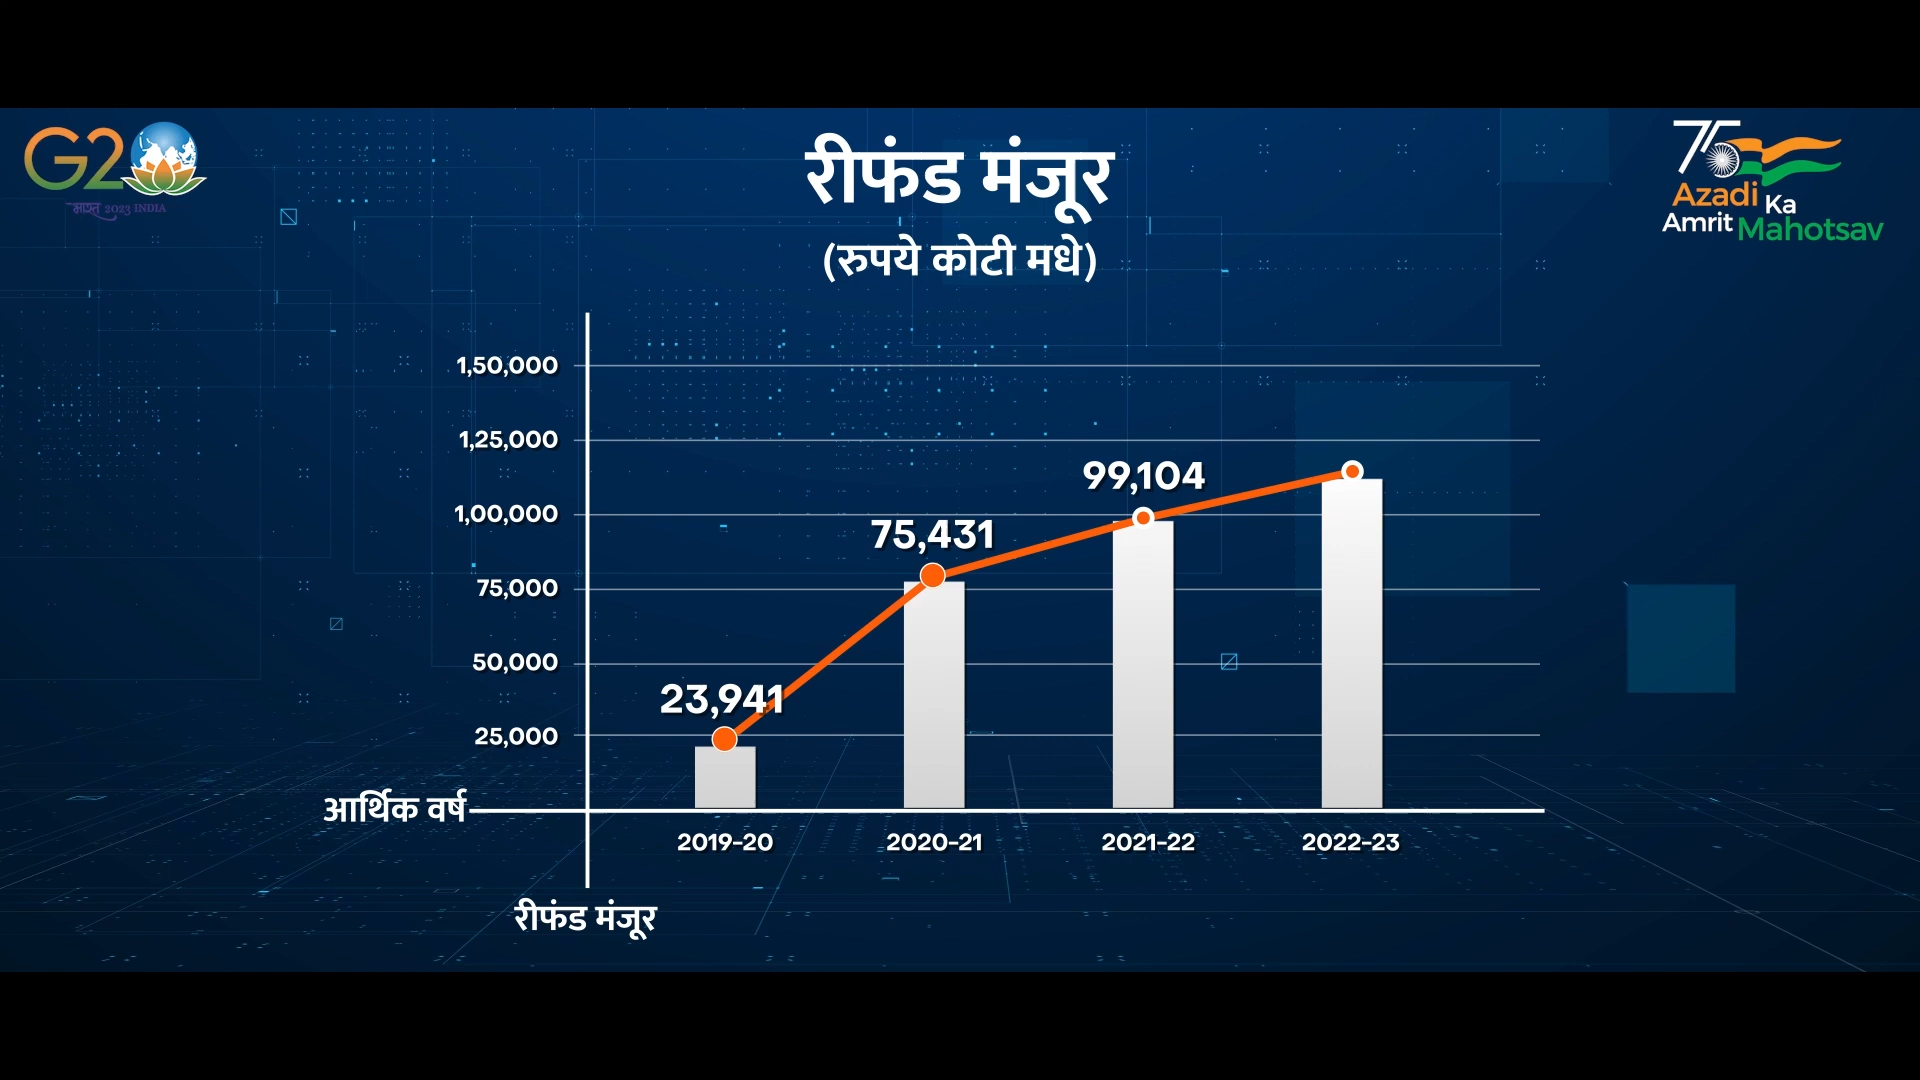 G20
भारत 2023 INDIA
75
Azadi Ka
Amrit Mahotsav
रीफंड मंजूर
(रुपये कोटी मधे)
1,50,000
1,25,000
1,00,000
75,000
50,000
25,000
23,941
75,431
99,104
आर्थिक वर्ष
2019-20
2020-21
2021-22
2022-23
रीफंड मंजूर